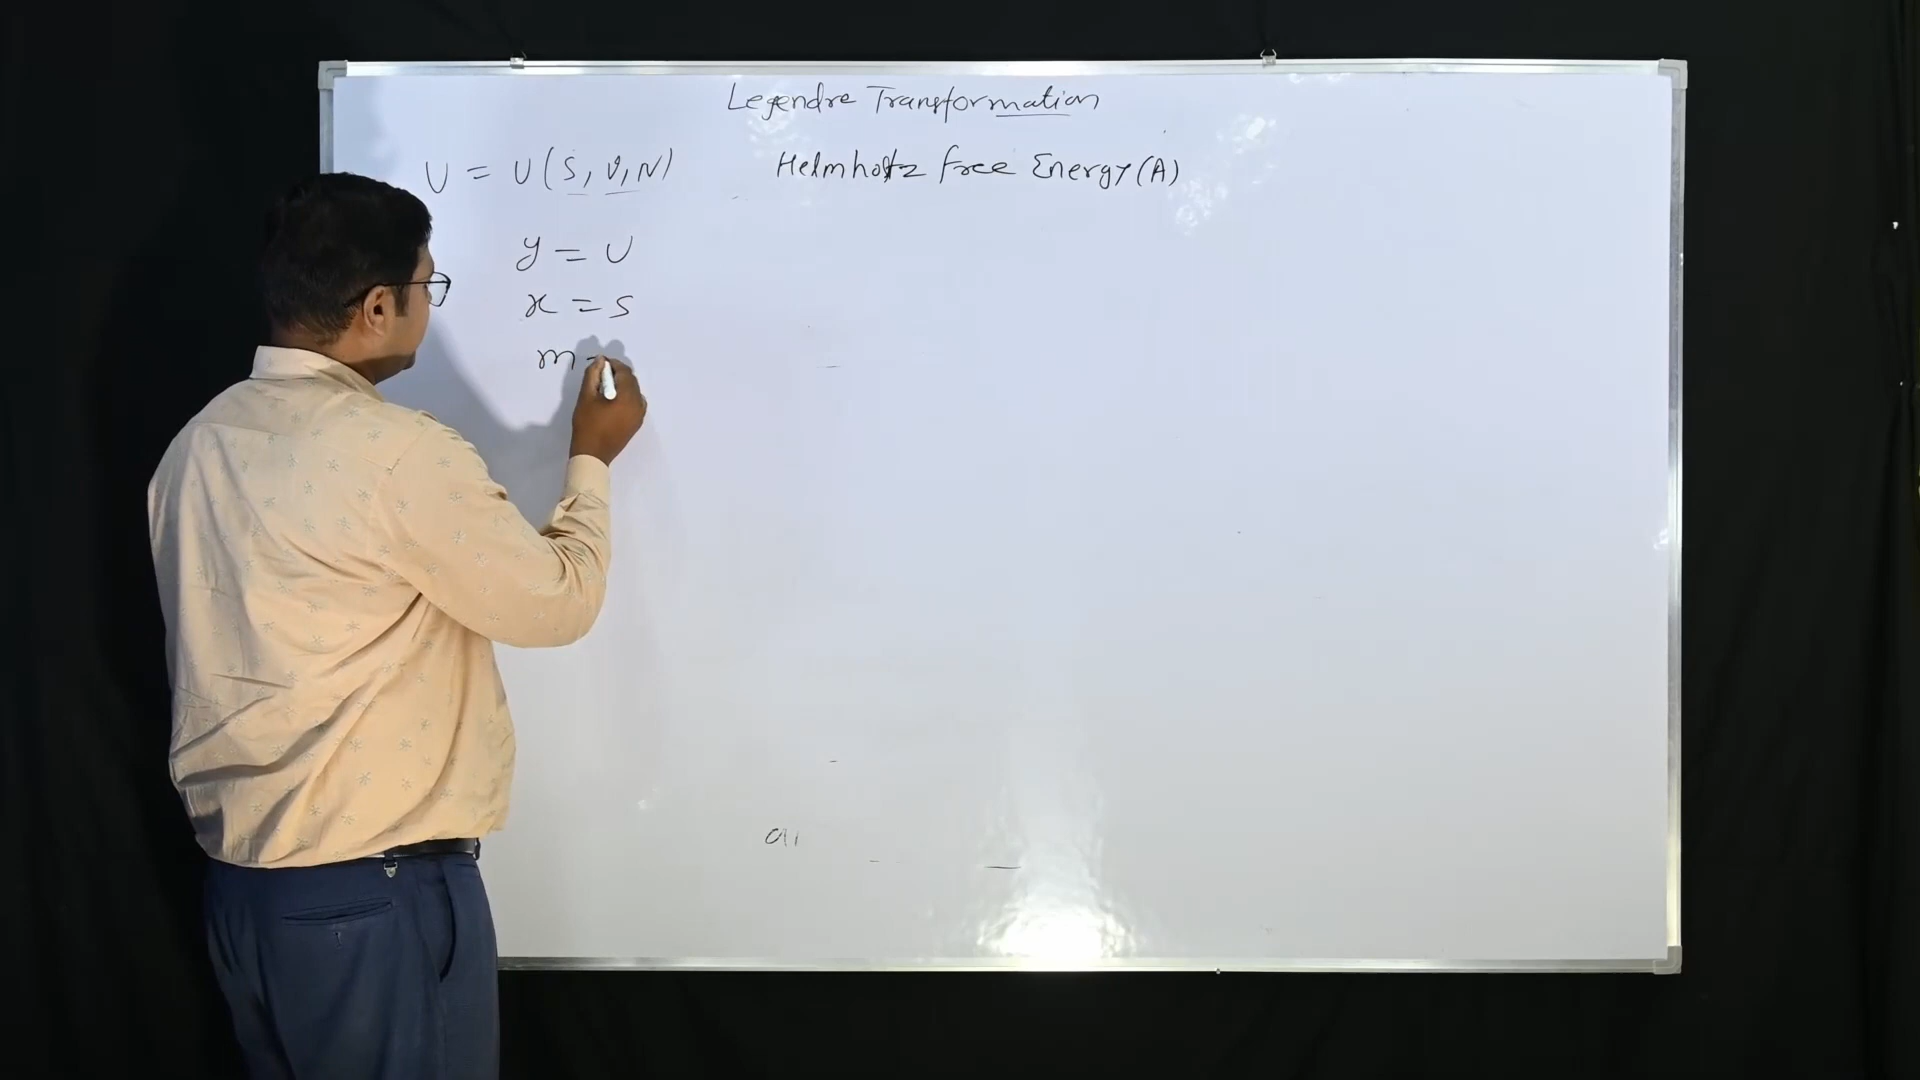 Legendre Transformation
U = U(S, V, N)
Helmholtz free Energy (A)
y = U
x = S
m =